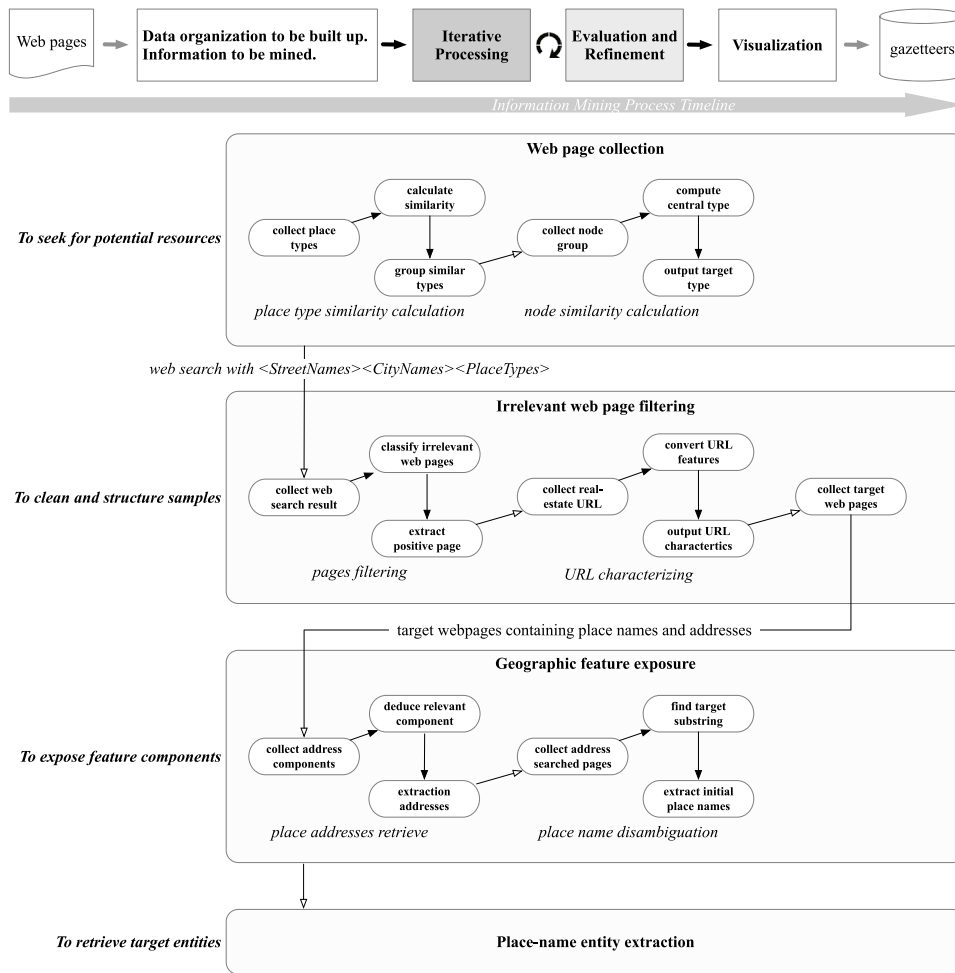 Web pages
Data organization to be built up.
Information to be mined.
Iterative
Processing
Evaluation and
Refinement
Visualization
gazetteers
Information Mining Process Timeline
Web page collection
To seek for potential resources
collect place
types
calculate
similarity
group similar
types
collect node
group
compute
central type
output target
type
place type similarity calculation
node similarity calculation
web search with <StreetNames><CityNames><PlaceTypes>
Irrelevant web page filtering
To clean and structure samples
collect web
search result
classify irrelevant
web pages
extract
positive page
collect real-
estate URL
convert URL
features
output URL
charactertics
collect target
web pages
pages filtering
URL characterizing
target webpages containing place names and addresses
Geographic feature exposure
To expose feature components
collect address
components
deduce relevant
component
extraction
addresses
collect address
searched pages
find target
substring
extract initial
place names
place addresses retrieve
place name disambiguation
To retrieve target entities
Place-name entity extraction